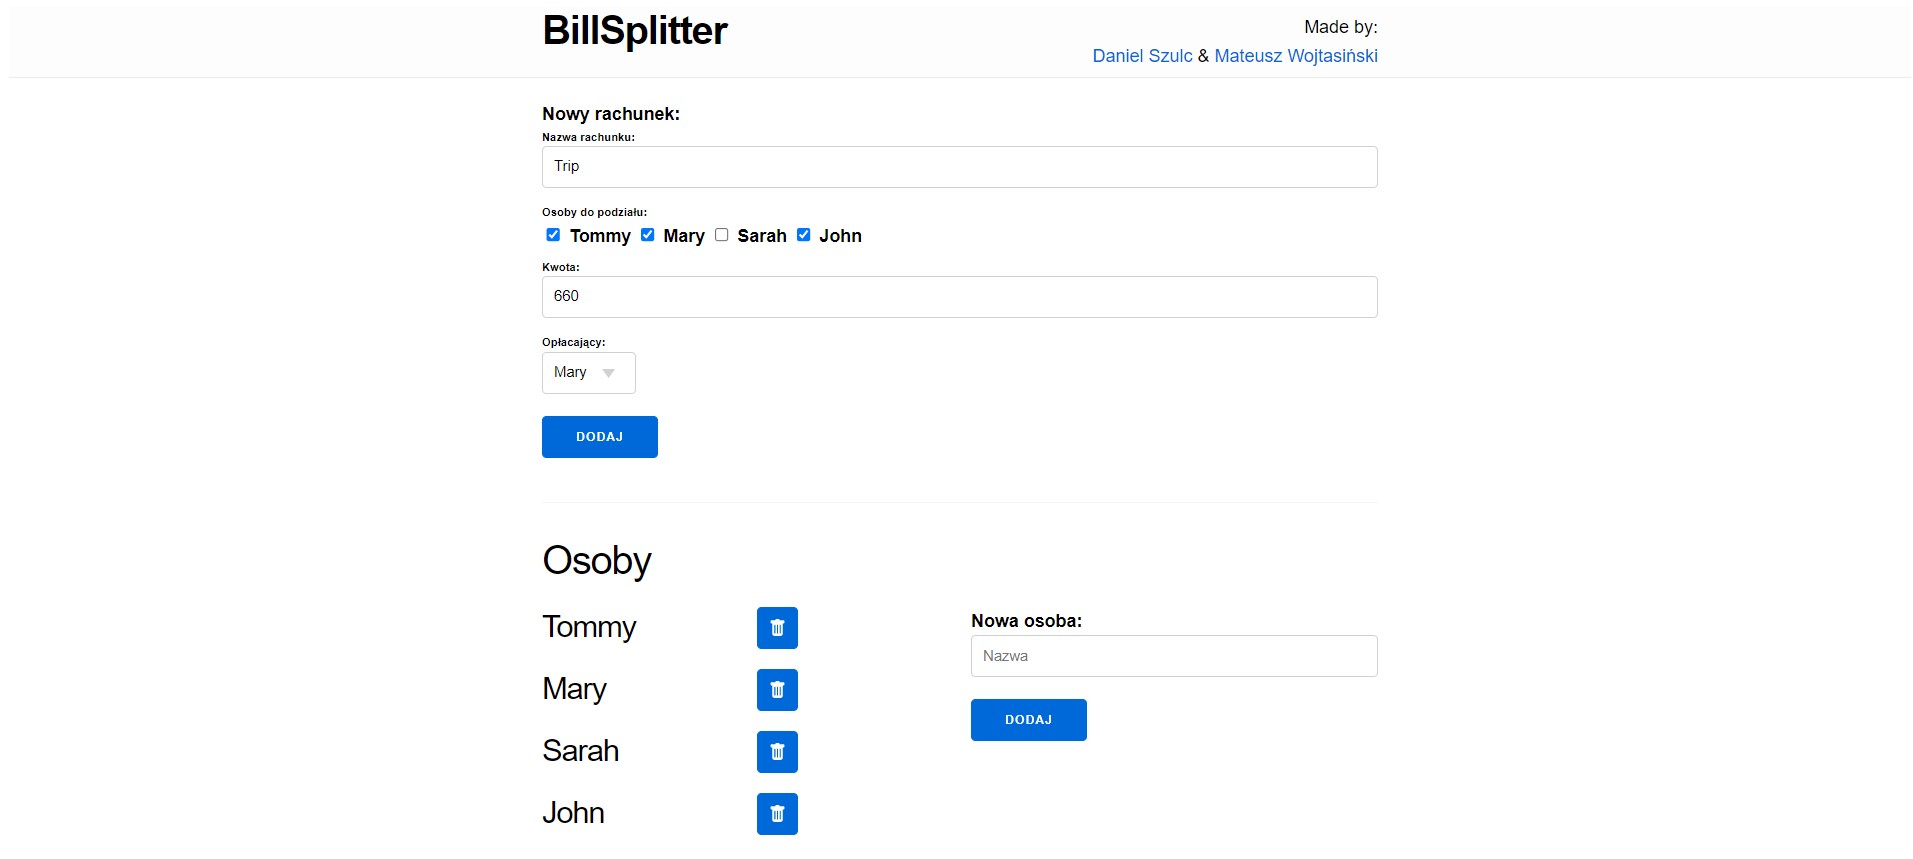 BillSplitter
Made by:
Daniel Szulc & Mateusz Wojtasiński
Nowy rachunek:
Nazwa rachunku:
Trip
Osoby do podziału:
Tommy Mary Sarah John
Kwota:
660
Opłacający:
Mary
DODAJ
Osoby
Tommy
Mary
Sarah
John
Nowa osoba:
Nazwa
DODAJ